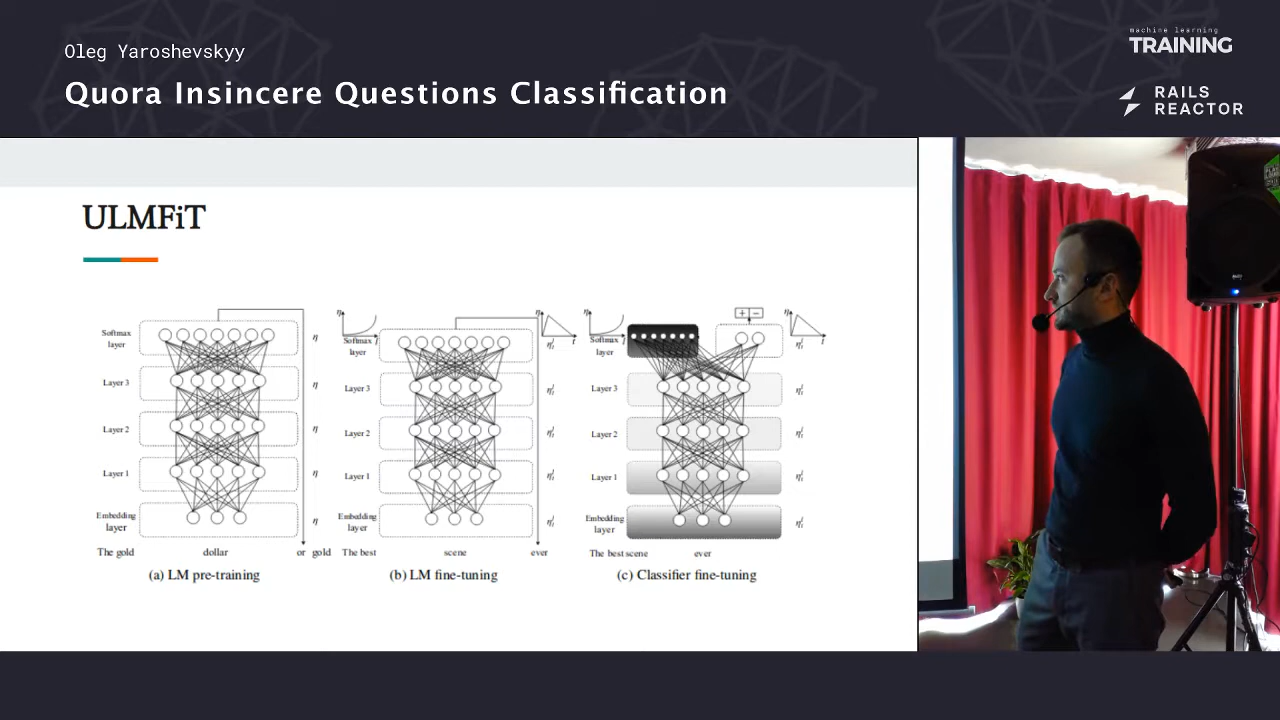 Oleg Yaroshevskyy
Quora Insincere Questions Classification
machine learning
TRAINING
RAILS
REACTOR
ULMFiT
Softmax
layer
Layer 3
Layer 2
Layer 1
Embedding
layer
η
η
η
η
η
The gold dollar or gold
(a) LM pre-training
η
t
Softmax
layer
Layer 3
Layer 2
Layer 1
Embedding
layer
The best scene ever
(b) LM fine-tuning
η
t
Softmax
layer
Layer 3
Layer 2
Layer 1
Embedding
layer
+ −
η
t
The best scene ever
(c) Classifier fine-tuning